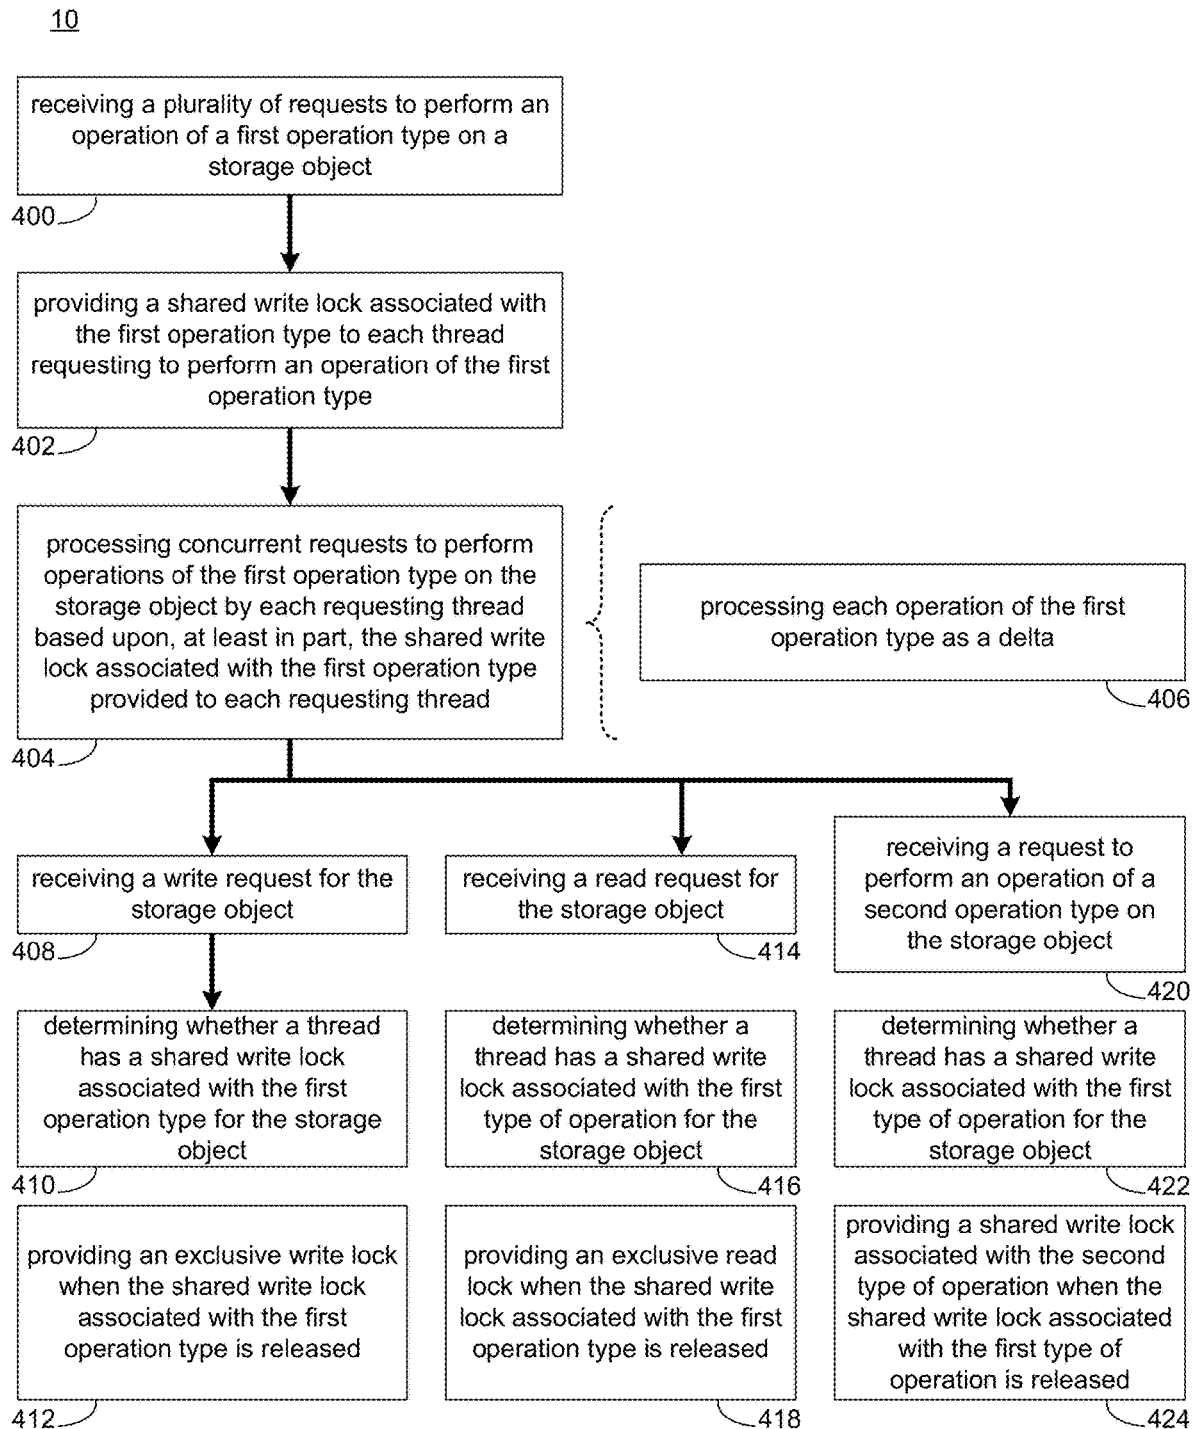 10
receiving a plurality of requests to perform an
operation of a first operation type on a
storage object
400
providing a shared write lock associated with
the first operation type to each thread
requesting to perform an operation of the first
operation type
402
processing concurrent requests to perform
operations of the first operation type on the
storage object by each requesting thread
based upon, at least in part, the shared write
lock associated with the first operation type
provided to each requesting thread
404
processing each operation of the first
operation type as a delta
406
receiving a write request for the
storage object
408
receiving a read request for
the storage object
414
receiving a request to
perform an operation of a
second operation type on
the storage object
420
determining whether a thread
has a shared write lock
associated with the first
operation type for the storage
object
410
determining whether a
thread has a shared write
lock associated with the first
type of operation for the
storage object
416
determining whether a
thread has a shared write
lock associated with the first
type of operation for the
storage object
422
providing an exclusive write lock
when the shared write lock
associated with the first
operation type is released
412
providing an exclusive read
lock when the shared write
lock associated with the first
operation type is released
418
providing a shared write lock
associated with the second
type of operation when the
shared write lock associated
with the first type of
operation is released
424